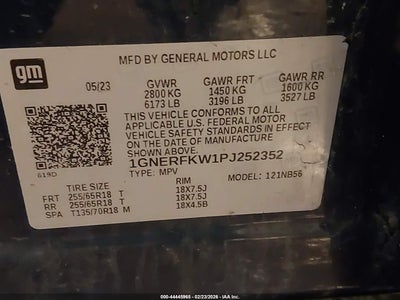 gm
MFD BY GENERAL MOTORS LLC
05/23 GVWR GAWR FRT GAWR RR
2800 KG 1450 KG 1600 KG
6173 LB 3196 LB 3527 LB
THIS VEHICLE CONFORMS TO ALL
APPLICABLE U.S. FEDERAL MOTOR
VEHICLE SAFETY STANDARDS IN EFFECT
ON THE DATE OF MANUFACTURE SHOWN ABOVE.
1GNERFKW1PJ252352
619D TYPE: MPV MODEL: 121NB56
TIRE SIZE RIM
FRT 255/65R18 T 18X7.5J
RR 255/65R18 T 18X7.5J
SPA T135/70R18 M 18X4.5B
OWNER: 44445965 - 02/23/2026 - IAA Inc.